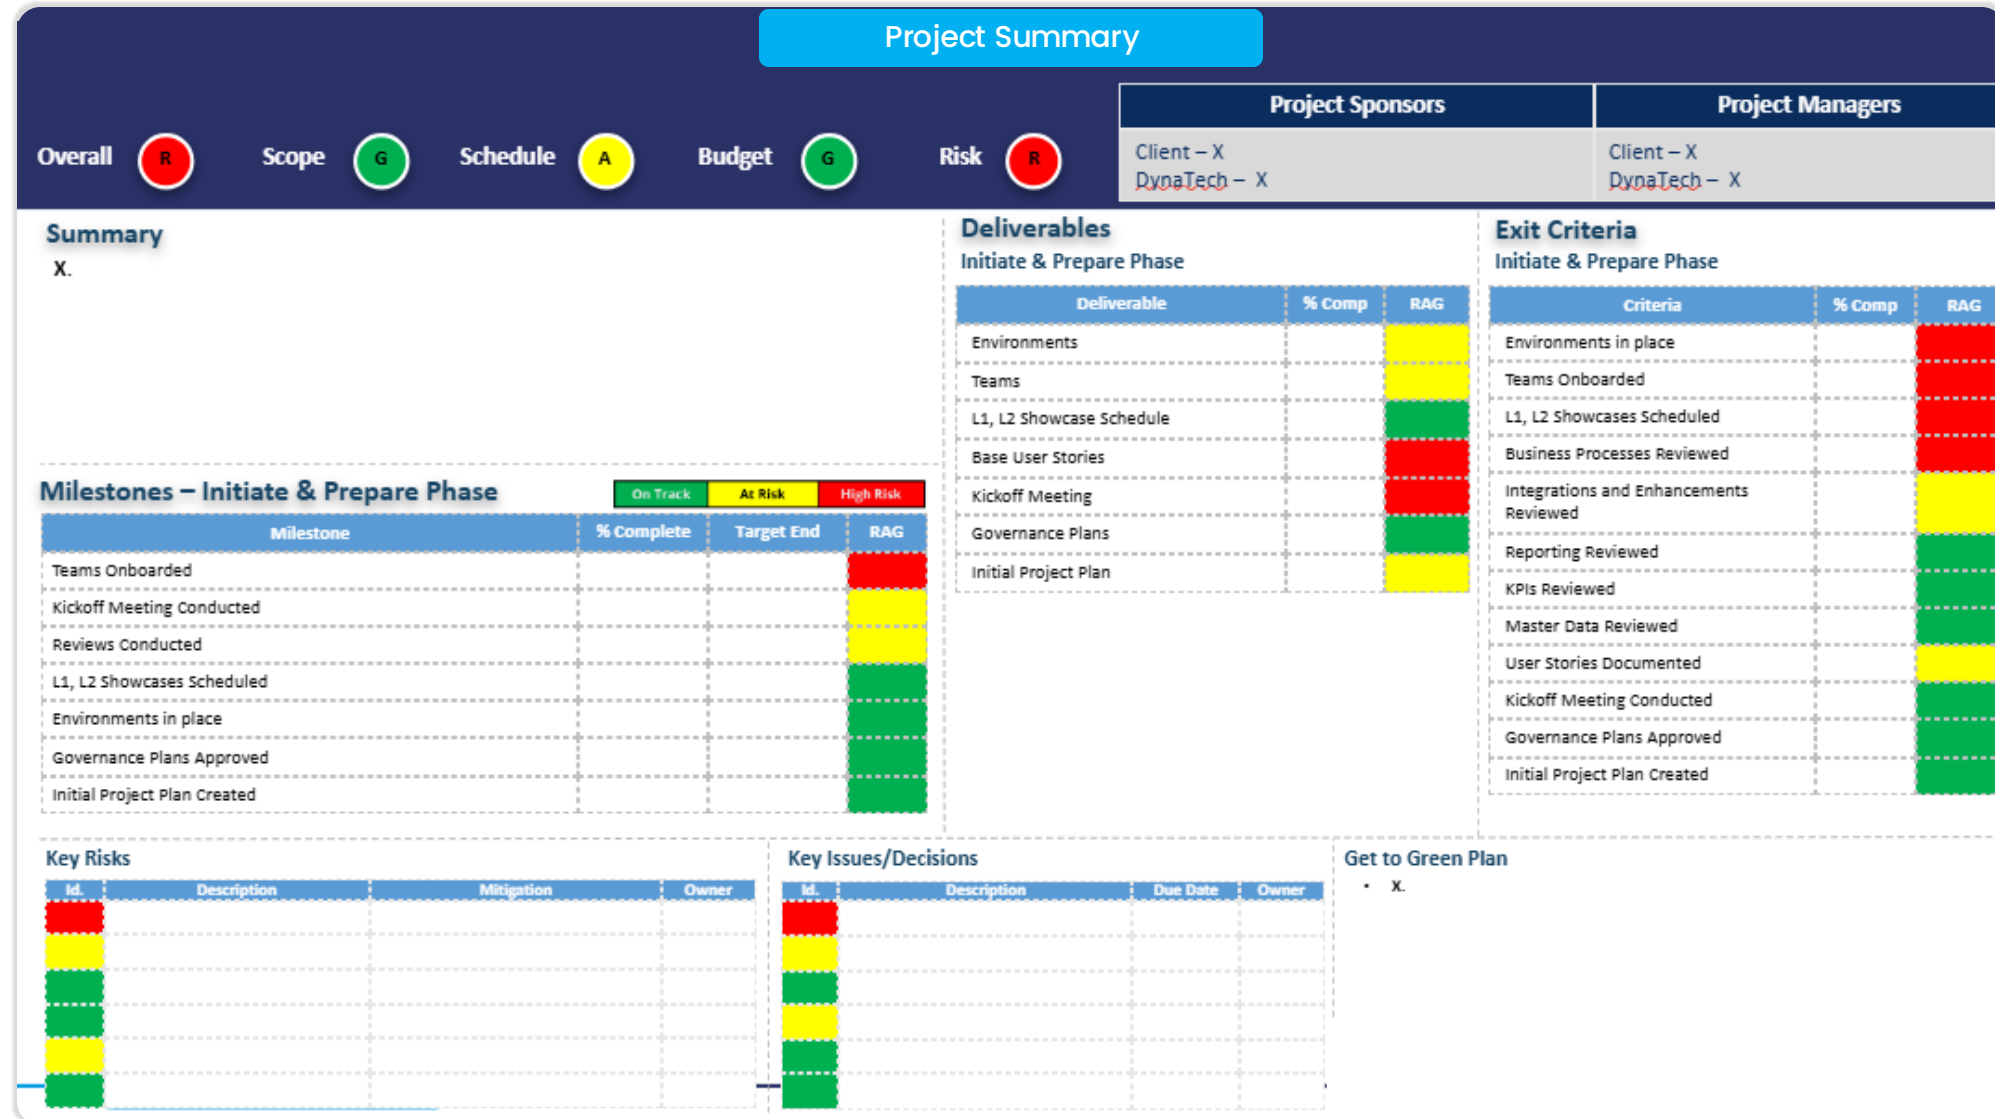 Project Summary
Overall R Scope G Schedule A Budget G Risk R
Project Sponsors Project Managers
Client – X Client – X
DynaTech – X DynaTech – X
Summary
X.
Milestones – Initiate & Prepare Phase
On Track At Risk High Risk
Milestone % Complete Target End RAG
Teams Onboarded
Kickoff Meeting Conducted
Reviews Conducted
L1, L2 Showcases Scheduled
Environments in place
Governance Plans Approved
Initial Project Plan Created
Deliverables
Initiate & Prepare Phase
Deliverable % Comp RAG
Environments
Teams
L1, L2 Showcase Schedule
Base User Stories
Kickoff Meeting
Governance Plans
Initial Project Plan
Exit Criteria
Initiate & Prepare Phase
Criteria % Comp RAG
Environments in place
Teams Onboarded
L1, L2 Showcases Scheduled
Business Processes Reviewed
Integrations and Enhancements
Reviewed
Reporting Reviewed
KPIs Reviewed
Master Data Reviewed
User Stories Documented
Kickoff Meeting Conducted
Governance Plans Approved
Initial Project Plan Created
Key Risks
Id. Description Mitigation Owner
Key Issues/Decisions
Id. Description Due Date Owner
Get to Green Plan
• X.